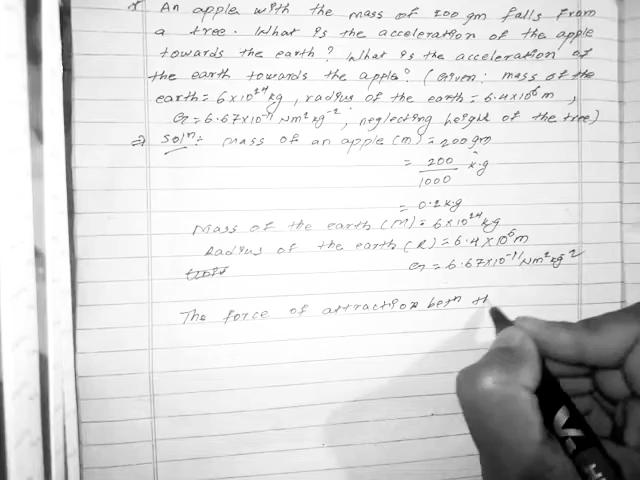 An apple with the mass of 200 gm falls from
a tree. What is the acceleration of the apple
towards the earth? What is the acceleration of
the earth towards the apple? (Given: mass of the
earth = 6×10²⁴ kg, radius of the earth = 6.4×10⁶ m,
G = 6.67×10⁻¹¹ Nm² kg⁻², neglecting height of the tree)
⇒ Solⁿ: Mass of an apple (m) = 200 gm
= 200/1000 k.g
= 0.2 k.g
Mass of the earth (M) = 6×10²⁴ kg
Radius of the earth (R) = 6.4×10⁶ m
G = 6.67×10⁻¹¹ Nm² kg⁻²
The force of attraction betn th